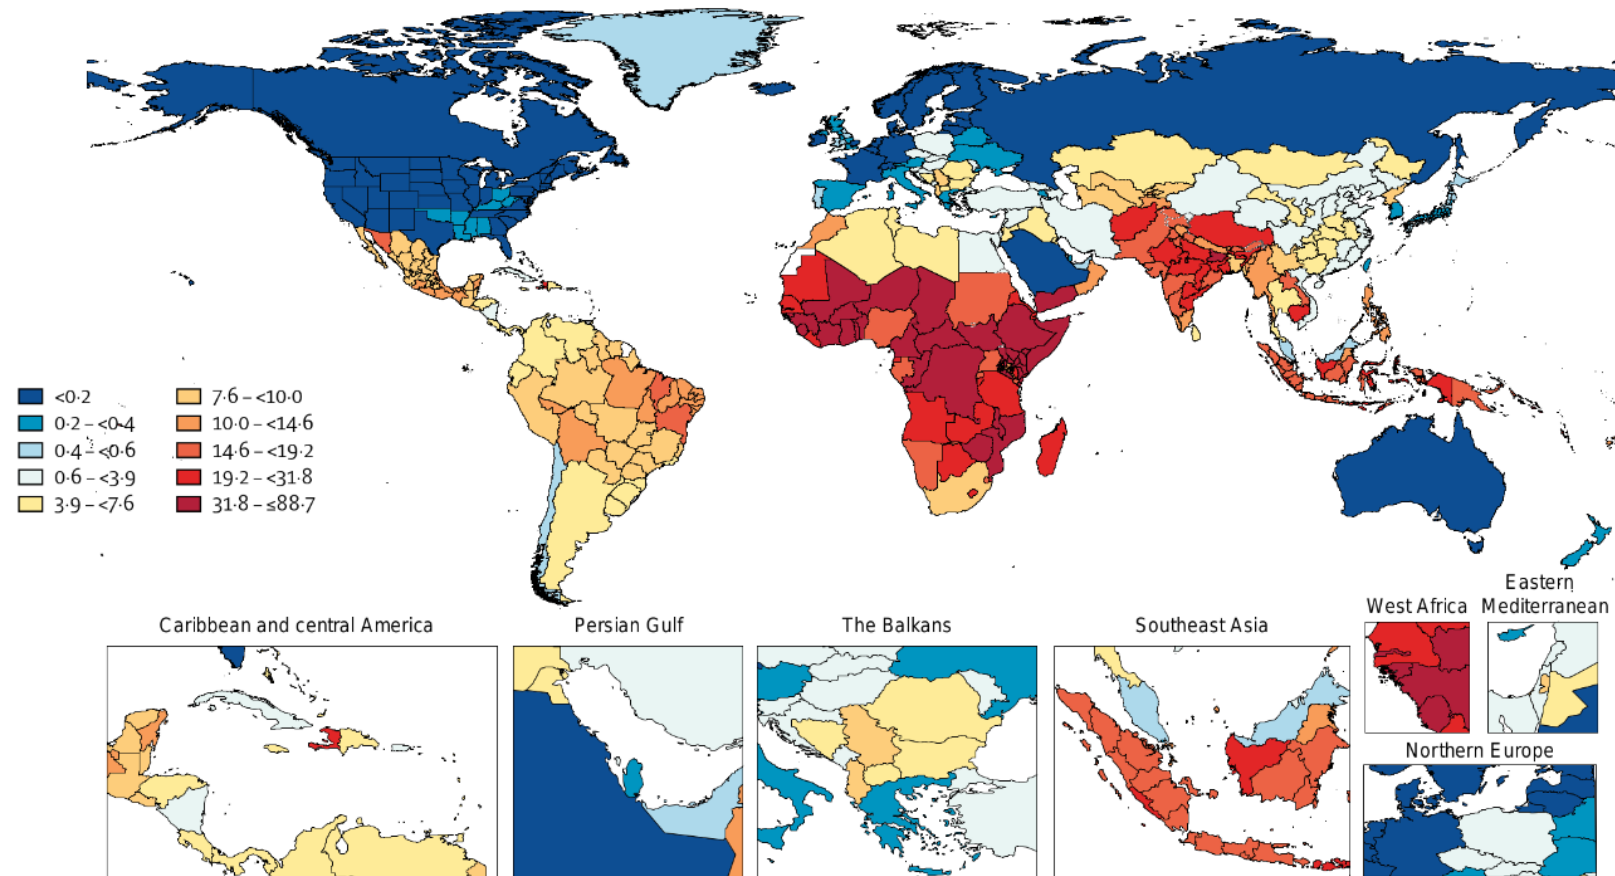 <0·2
0·2 – <0·4
0·4 – <0·6
0·6 – <3·9
3·9 – <7·6
7·6 – <10·0
10·0 – <14·6
14·6 – <19·2
19·2 – <31·8
31·8 – ≤88·7
Caribbean and central America
Persian Gulf
The Balkans
Southeast Asia
West Africa
Eastern
Mediterranean
Northern Europe